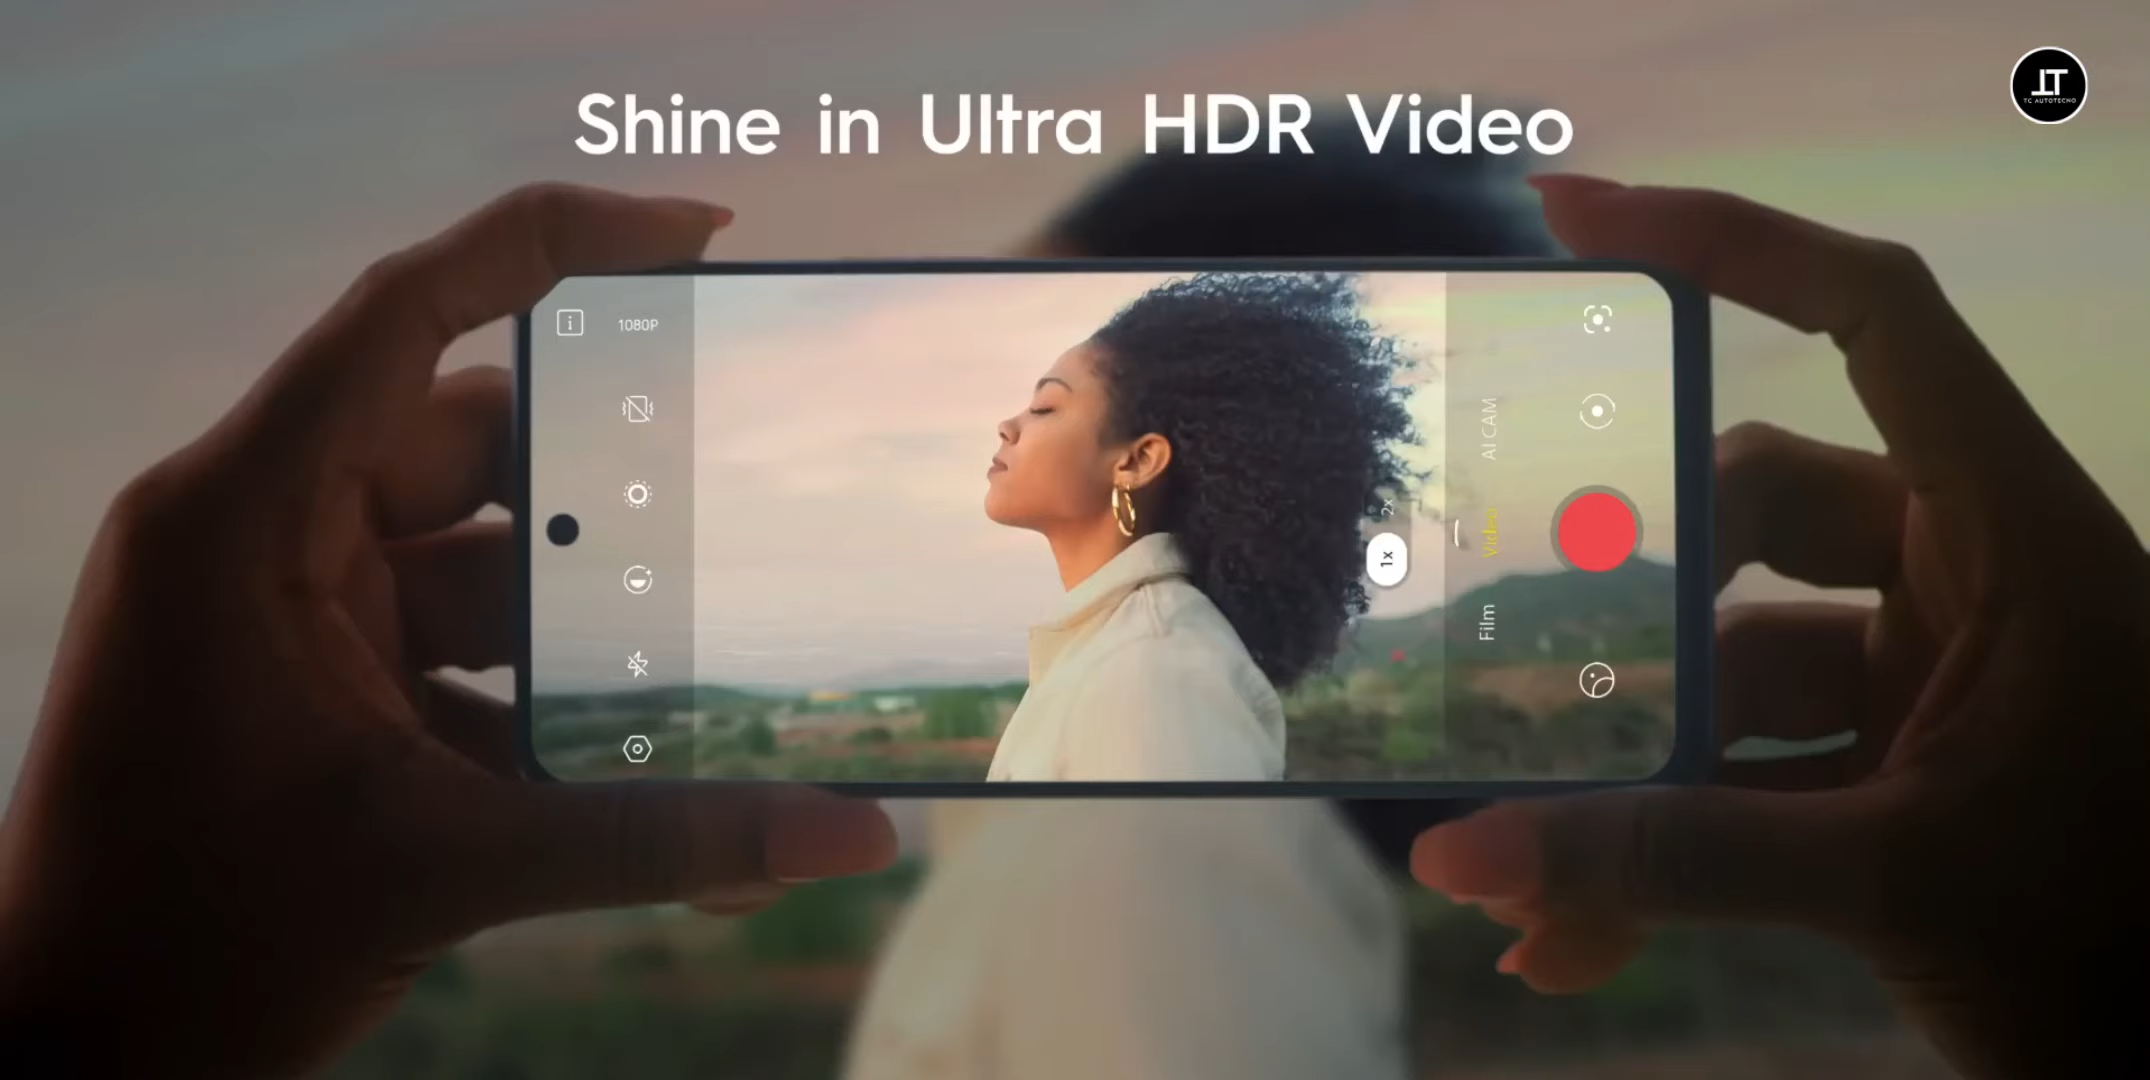 Shine in Ultra HDR Video
TC AUTOTECHO
1080P
AI CAM
2x
1x
Video
Film